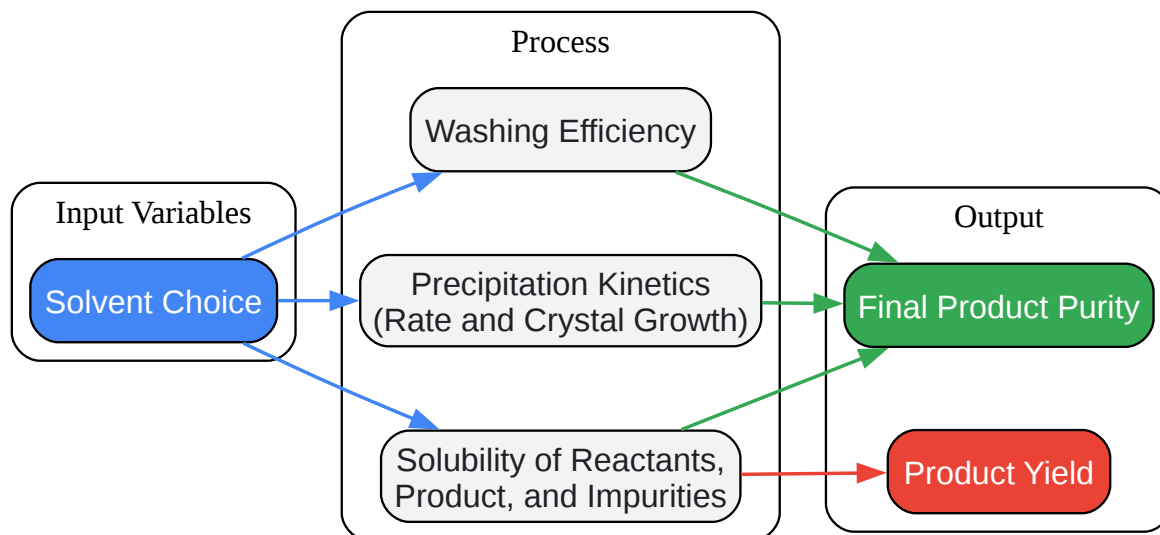 Process
Washing Efficiency
Input Variables
Solvent Choice
Precipitation Kinetics
(Rate and Crystal Growth)
Solubility of Reactants,
Product, and Impurities
Output
Final Product Purity
Product Yield